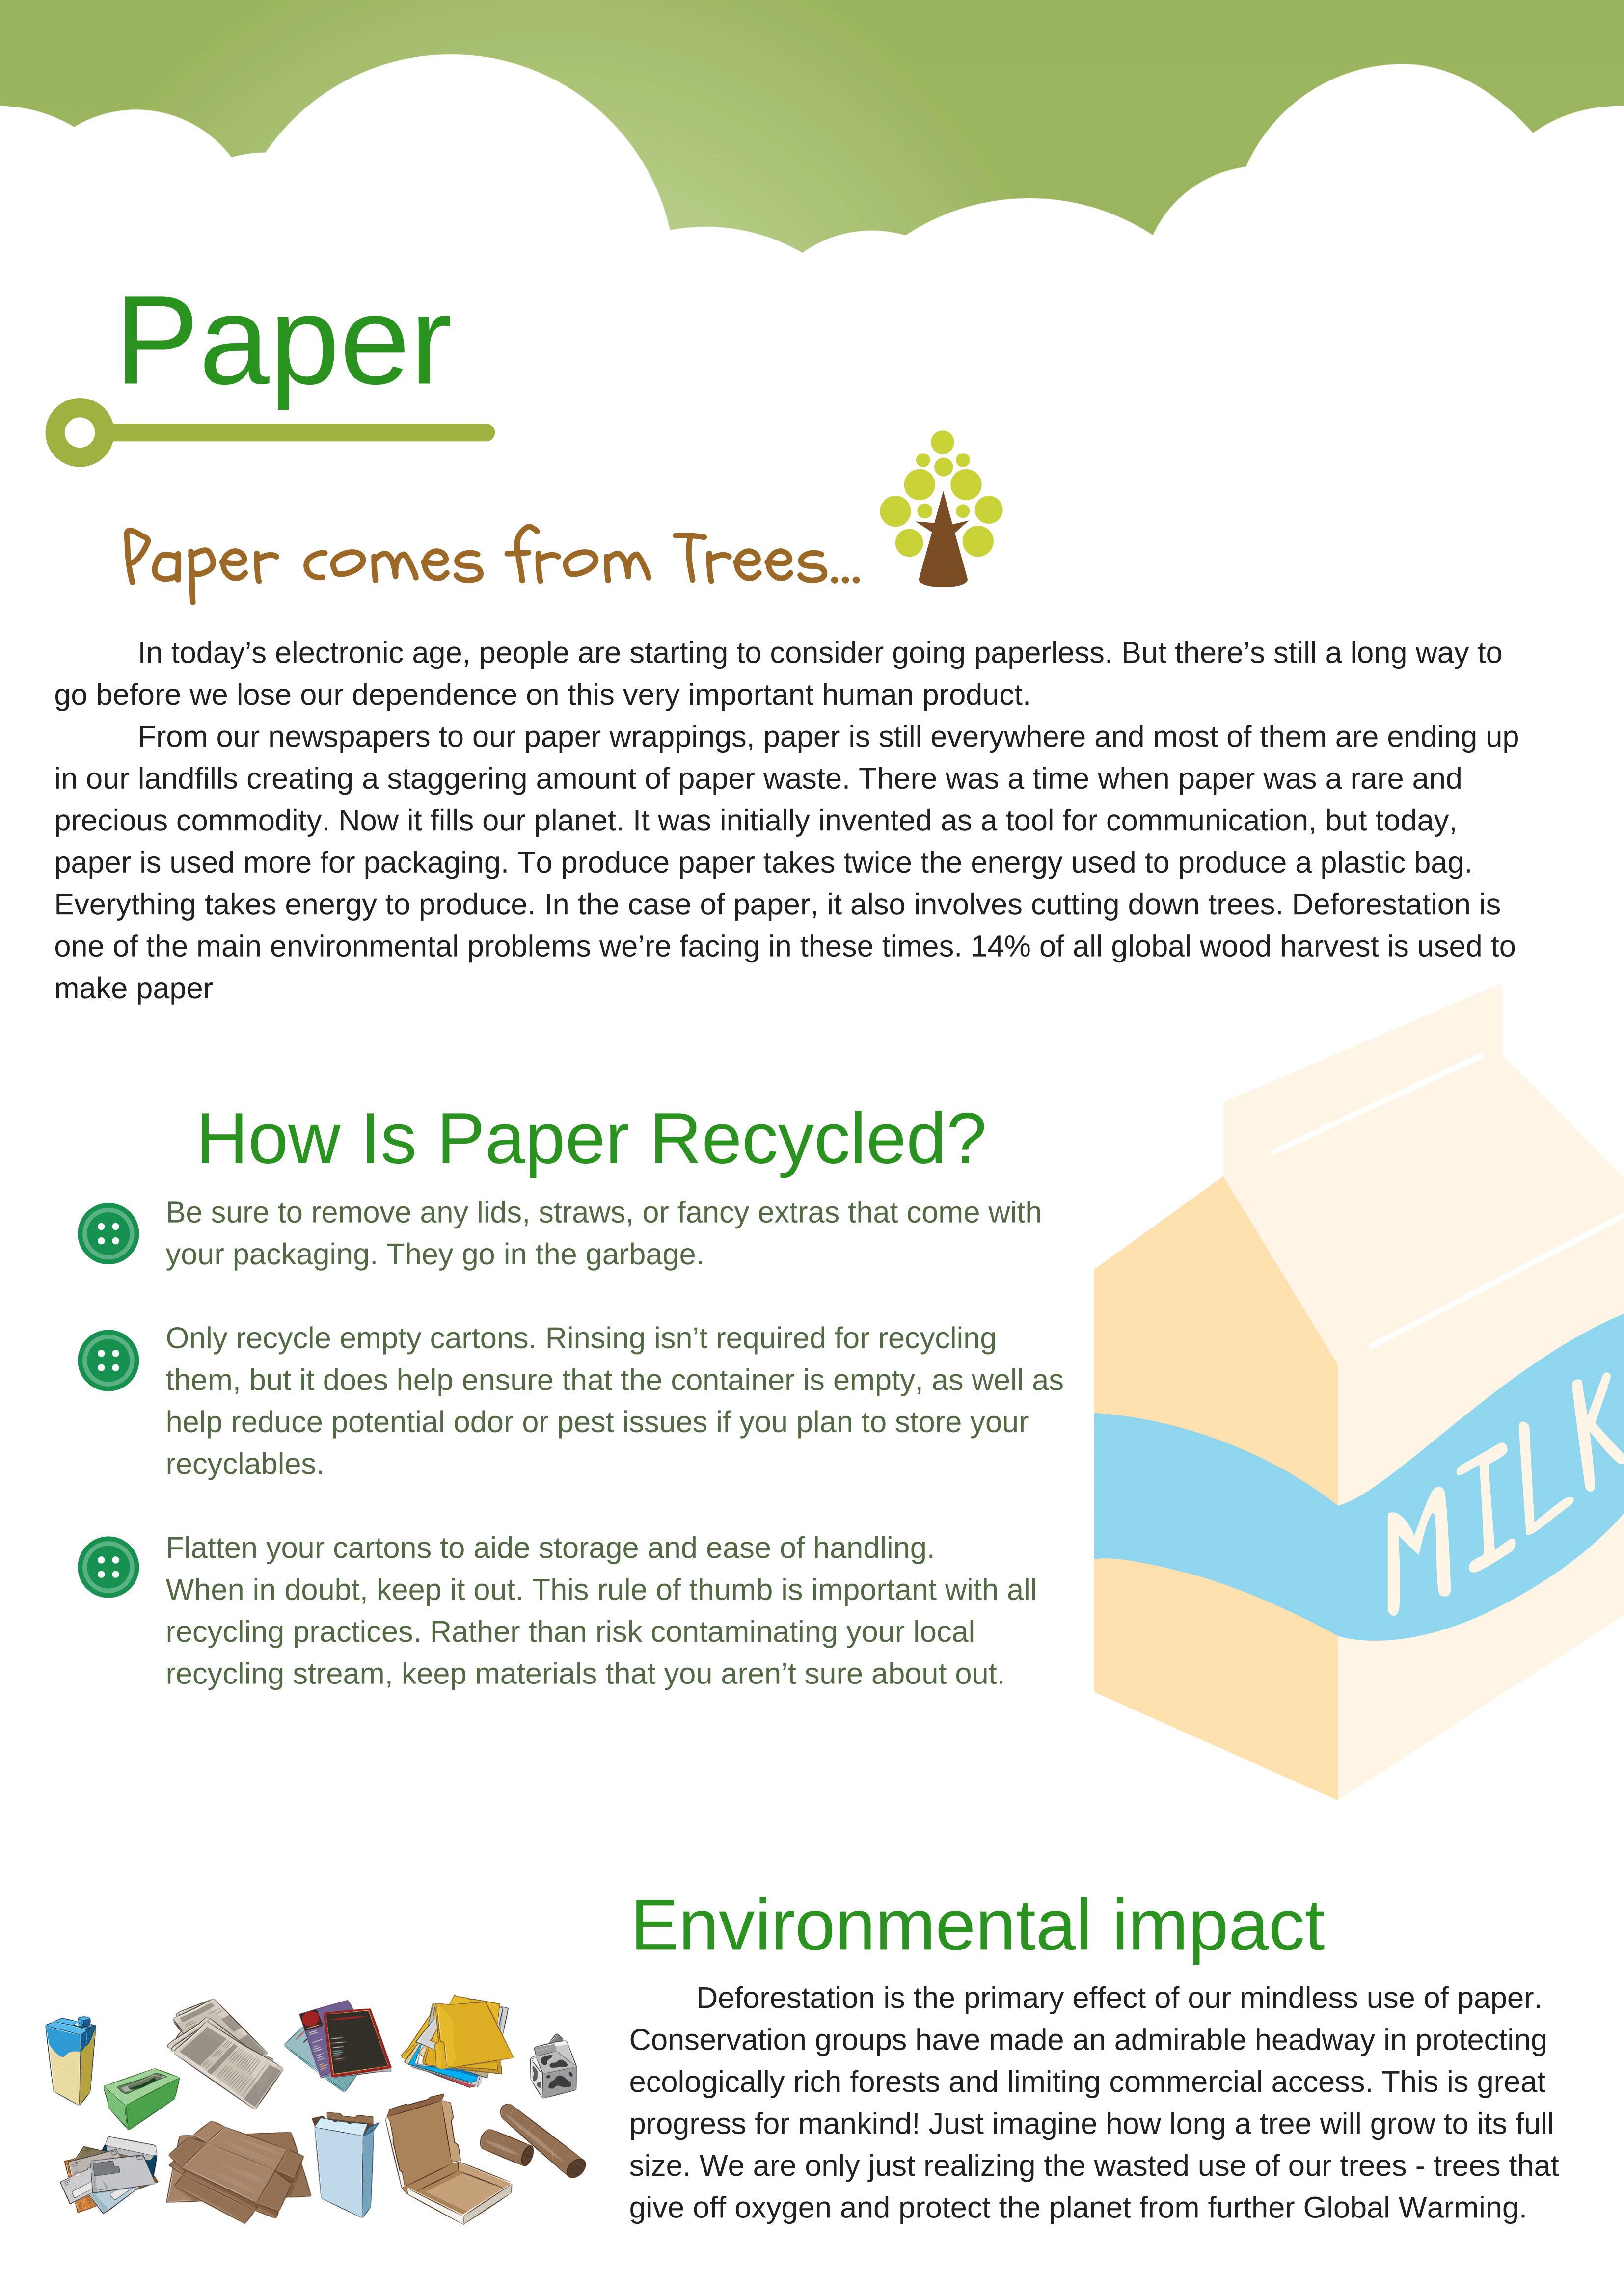 Paper
Paper comes from Trees...
In today’s electronic age, people are starting to consider going paperless. But there’s still a long way to
go before we lose our dependence on this very important human product.
From our newspapers to our paper wrappings, paper is still everywhere and most of them are ending up
in our landfills creating a staggering amount of paper waste. There was a time when paper was a rare and
precious commodity. Now it fills our planet. It was initially invented as a tool for communication, but today,
paper is used more for packaging. To produce paper takes twice the energy used to produce a plastic bag.
Everything takes energy to produce. In the case of paper, it also involves cutting down trees. Deforestation is
one of the main environmental problems we’re facing in these times. 14% of all global wood harvest is used to
make paper
How Is Paper Recycled?
Be sure to remove any lids, straws, or fancy extras that come with
your packaging. They go in the garbage.
Only recycle empty cartons. Rinsing isn’t required for recycling
them, but it does help ensure that the container is empty, as well as
help reduce potential odor or pest issues if you plan to store your
recyclables.
Flatten your cartons to aide storage and ease of handling.
When in doubt, keep it out. This rule of thumb is important with all
recycling practices. Rather than risk contaminating your local
recycling stream, keep materials that you aren’t sure about out.
MILK
Environmental impact
Deforestation is the primary effect of our mindless use of paper.
Conservation groups have made an admirable headway in protecting
ecologically rich forests and limiting commercial access. This is great
progress for mankind! Just imagine how long a tree will grow to its full
size. We are only just realizing the wasted use of our trees - trees that
give off oxygen and protect the planet from further Global Warming.